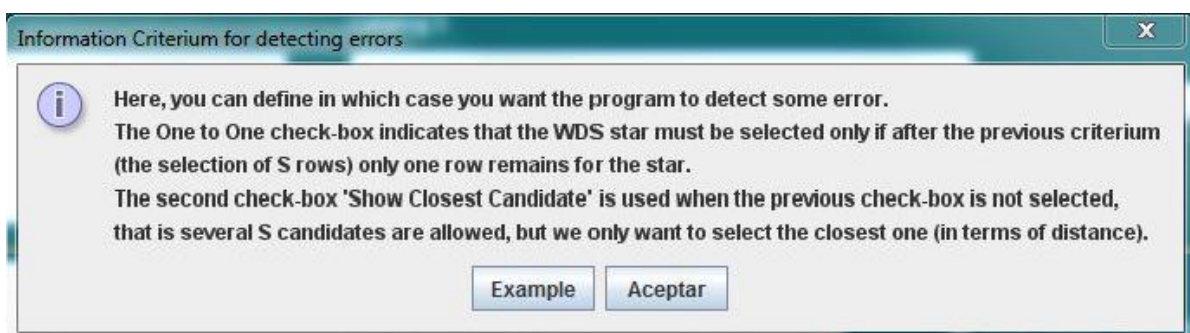 Information Criterium for detecting errors
X
i
Here, you can define in which case you want the program to detect some error.
The One to One check-box indicates that the WDS star must be selected only if after the previous criterium
(the selection of S rows) only one row remains for the star.
The second check-box 'Show Closest Candidate' is used when the previous check-box is not selected,
that is several S candidates are allowed, but we only want to select the closest one (in terms of distance).
Example Aceptar